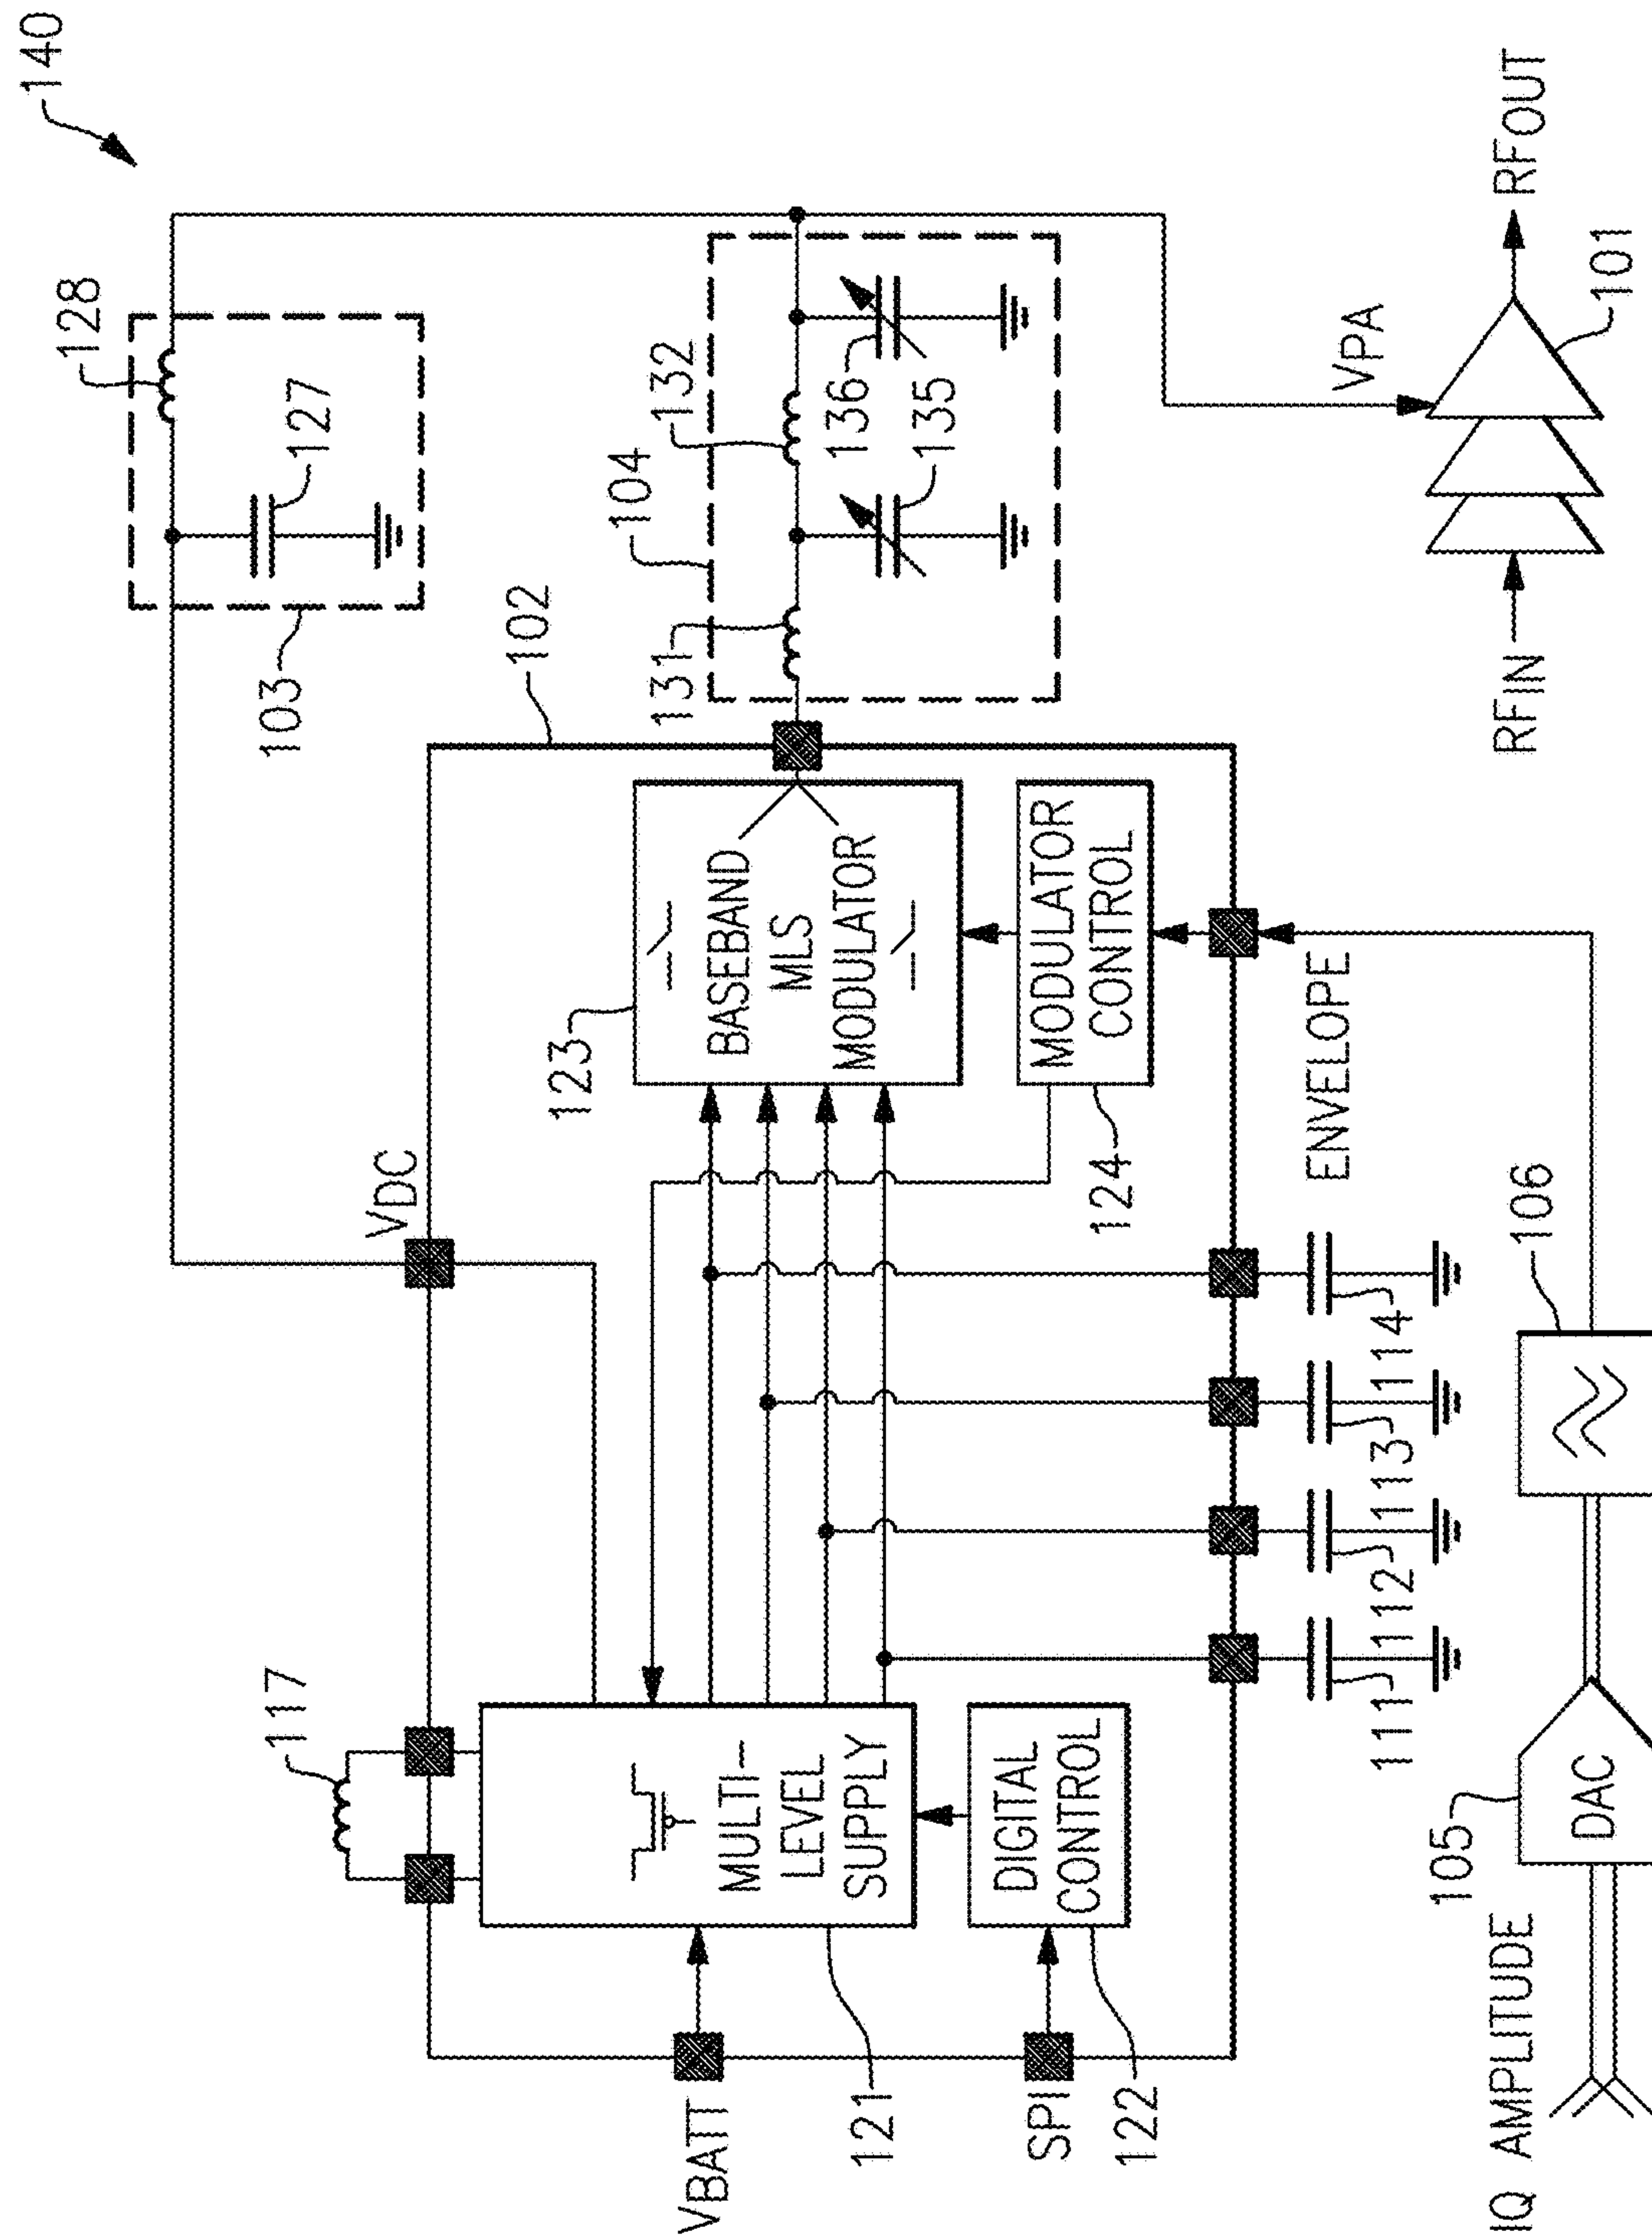 140
128
127
103
VDC
102
104
131
132
136
135
117
123
BASEBAND
MLS
MODULATOR
MULTI-
LEVEL
SUPPLY
VBATT
121
DIGITAL
CONTROL
SPI
122
MODULATOR
CONTROL
124
ENVELOPE
111
112
113
114
VPA
RFIN
RFOUT
101
IQ AMPLITUDE
105
DAC
106